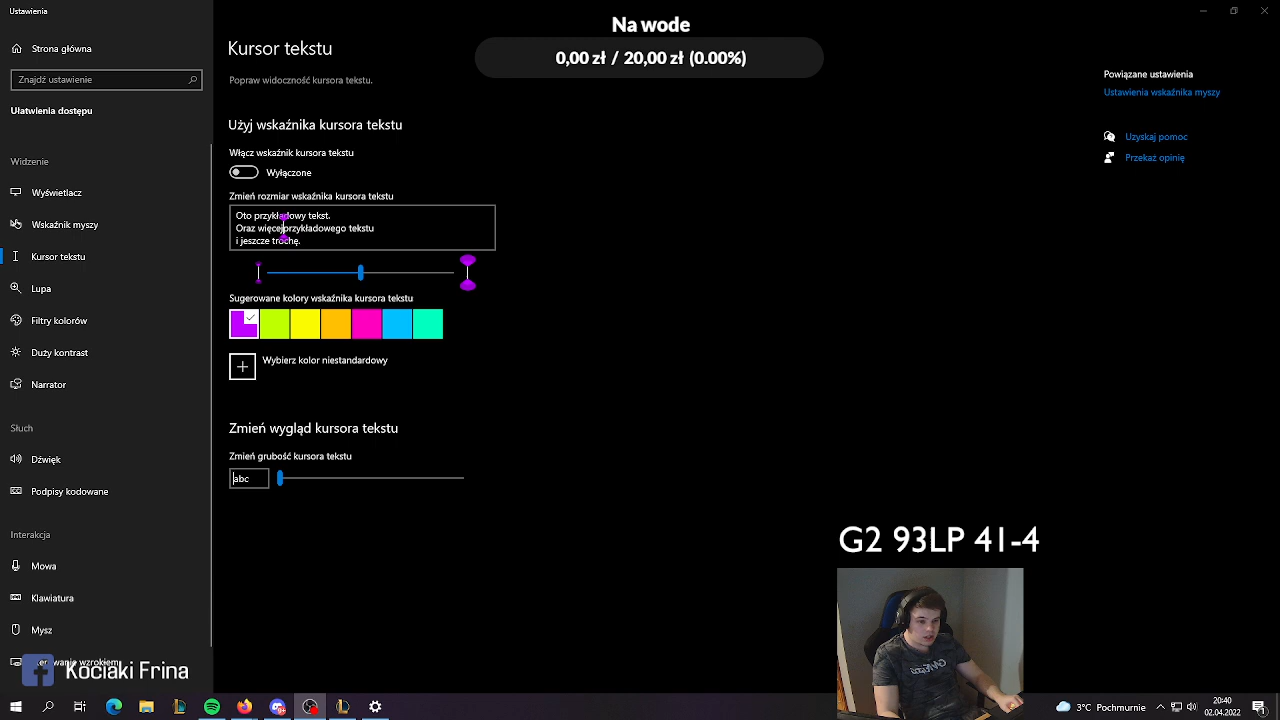 Ustawienia
Strona główna
Znajdź ustawienie
Ułatwienia dostępu
Widzenie
Wyświetlacz
Kursor tekstu
Lupa
Filtry kolorów
Duży kontrast
Narrator
Słuch
Dźwięk
Podpisy kodowane
Interakcja
Mowa
Klawiatura
Mysz
Kociaki Frina
Kursor tekstu
Popraw widoczność kursora tekstu.
Użyj wskaźnika kursora tekstu
Włącz wskaźnik kursora tekstu
Wyłączone
Zmień rozmiar wskaźnika kursora tekstu
Oto przykładowy tekst.
Oraz więcej przykładowego tekstu
i jeszcze trochę.
Sugerowane kolory wskaźnika kursora tekstu
Wybierz kolor niestandardowy
Zmień wygląd kursora tekstu
Zmień grubość kursora tekstu
abc
Na wode
0,00 zł / 20,00 zł (0.00%)
Powiązane ustawienia
Ustawienia wskaźnika myszy
Uzyskaj pomoc
Przekaż opinię
G2 93LP 41-4
3°C Pochmurnie
20:40
02.04.2022